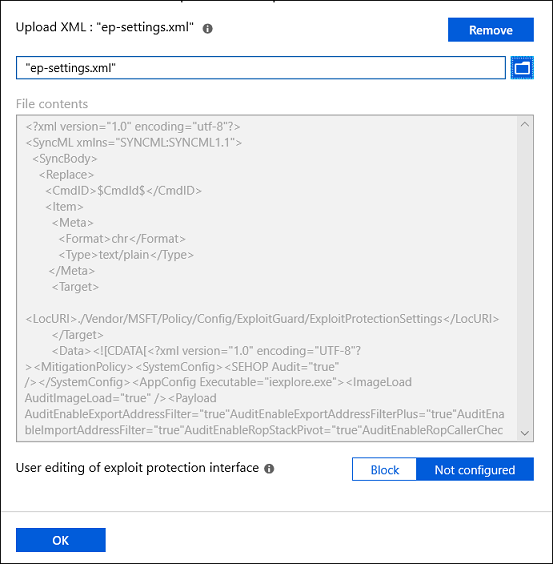 Upload XML : "ep-settings.xml"
Remove
"ep-settings.xml"
File contents
<?xml version="1.0" encoding="utf-8"?>
<SyncML xmlns="SYNCML:SYNCML1.1">
<SyncBody>
<Replace>
<CmdID>$CmdId$</CmdID>
<Item>
<Meta>
<Format>chr</Format>
<Type>text/plain</Type>
</Meta>
<Target>
<LocURI>./Vendor/MSFT/Policy/Config/ExploitGuard/ExploitProtectionSettings</LocURI>
</Target>
<Data><![CDATA[<?xml version="1.0" encoding="UTF-8"?
><MitigationPolicy><SystemConfig><SEHOP Audit="true"
/></SystemConfig><AppConfig Executable="iexplore.exe"><ImageLoad
AuditImageLoad="true" /><Payload
AuditEnableExportAddressFilter="true"AuditEnableExportAddressFilterPlus="true"AuditEna
bleImportAddressFilter="true"AuditEnableRopStackPivot="true"AuditEnableRopCallerChec
User editing of exploit protection interface
Block
Not configured
OK